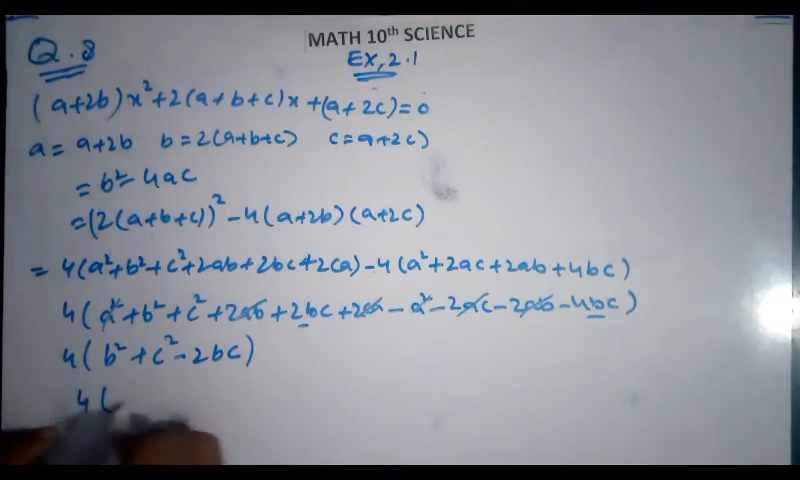 MATH 10th SCIENCE
Q.8 EX, 2.1
(a+2b)x²+2(a+b+c)x+(a+2c)=0
a= a+2b b=2(a+b+c) c=a+2c)
= b²-4ac
=(2(a+b+c))²-4(a+2b)(a+2c)
= 4(a²+b²+c²+2ab+2bc+2ca)-4(a²+2ac+2ab+4bc)
4(a²+b²+c²+2ab+2bc+2ca-a²-2ac-2ab-4bc)
4(b²+c²-2bc)
4(